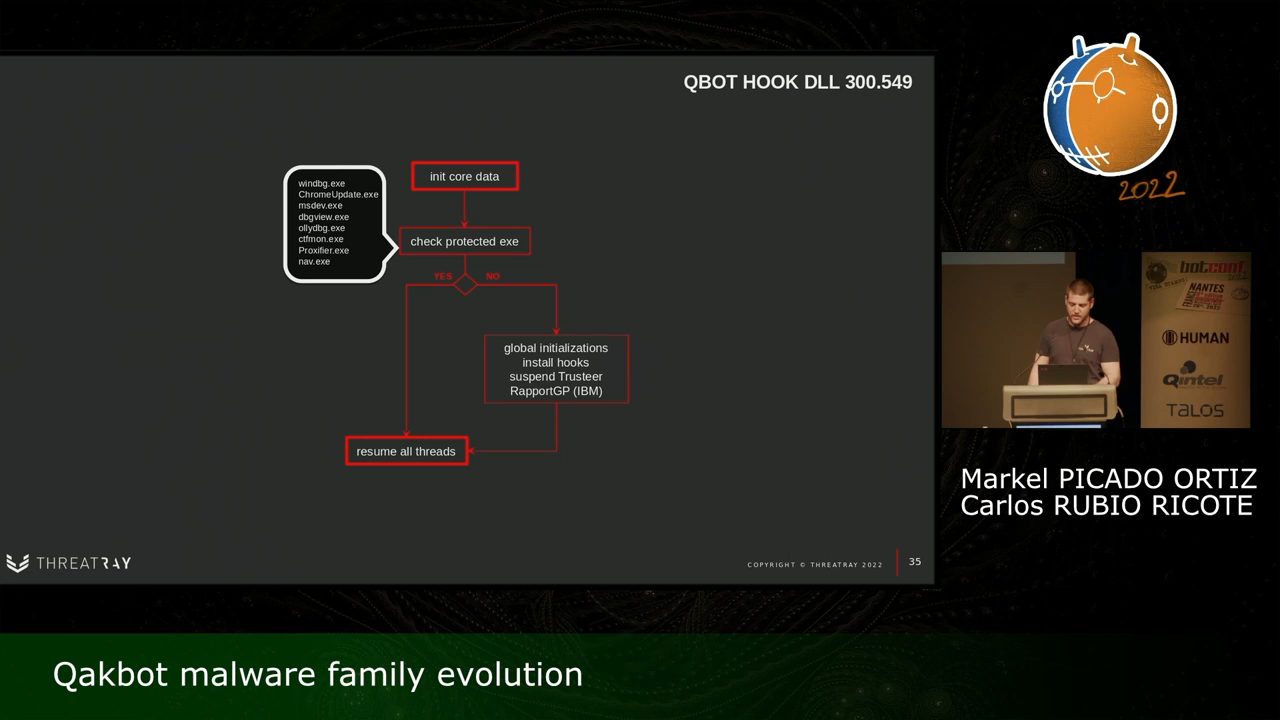 QBOT HOOK DLL 300.549
init core data
windbg.exe
ChromeUpdate.exe
msdev.exe
dbgview.exe
ollydbg.exe
ctfmon.exe
Proxifier.exe
nav.exe
check protected exe
YES
NO
global initializations
install hooks
suspend Trusteer
RapportGP (IBM)
resume all threads
THREATRAY
COPYRIGHT © THREATRAY 2022
35
2022
botconf
NANTES
HUMAN
Qintel
TALOS
Markel PICADO ORTIZ
Carlos RUBIO RICOTE
Qakbot malware family evolution